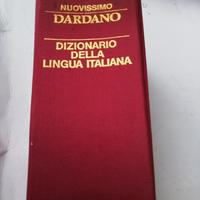 NUOVISSIMO
DARDANO
DIZIONARIO
DELLA
LINGUA ITALIANA